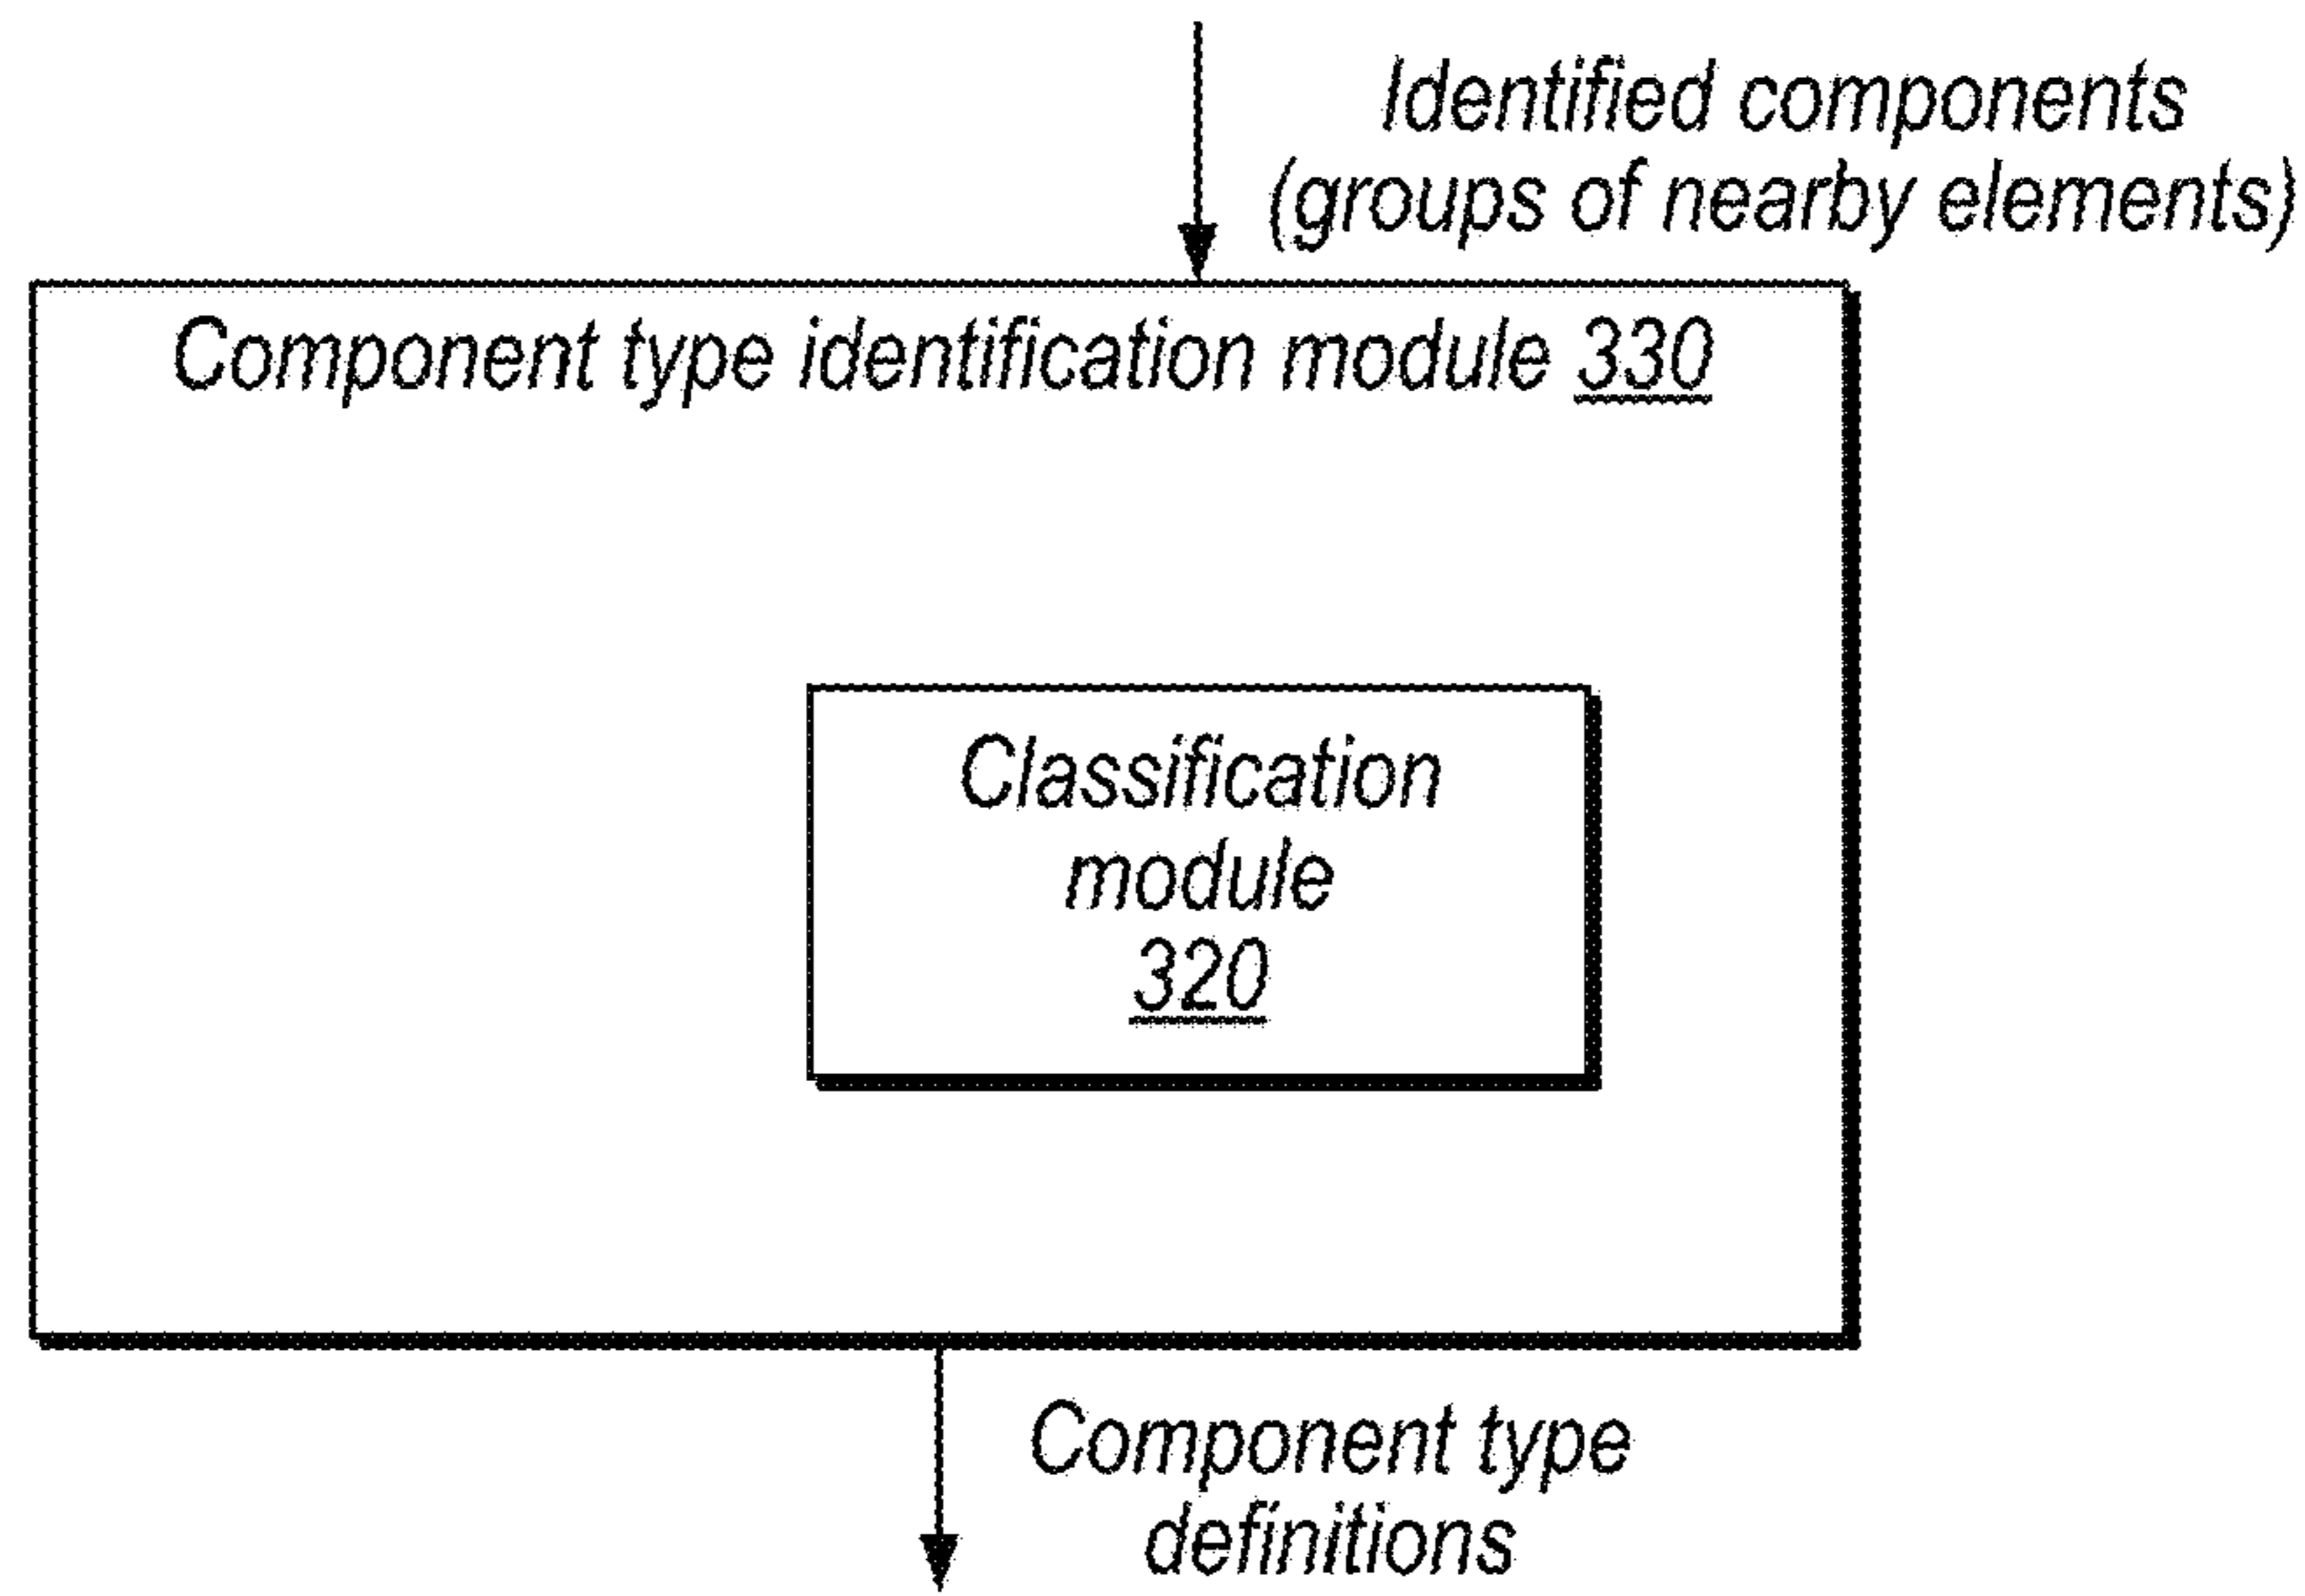 Identified components
(groups of nearby elements)
Component type identification module 330
Classification
module
320
Component type
definitions